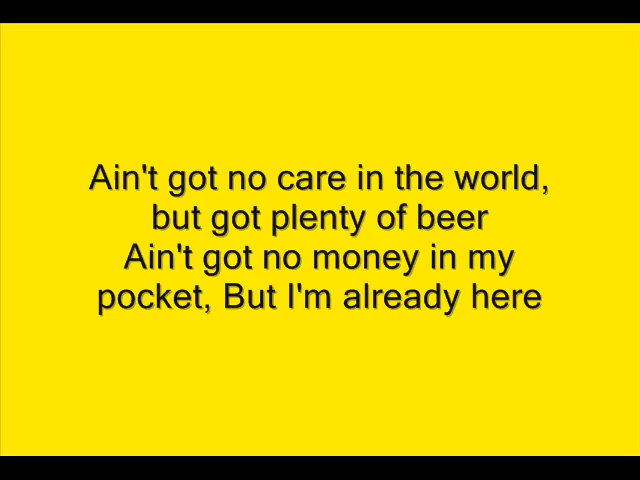 Ain't got no care in the world,
but got plenty of beer
Ain't got no money in my
pocket, But I'm already here